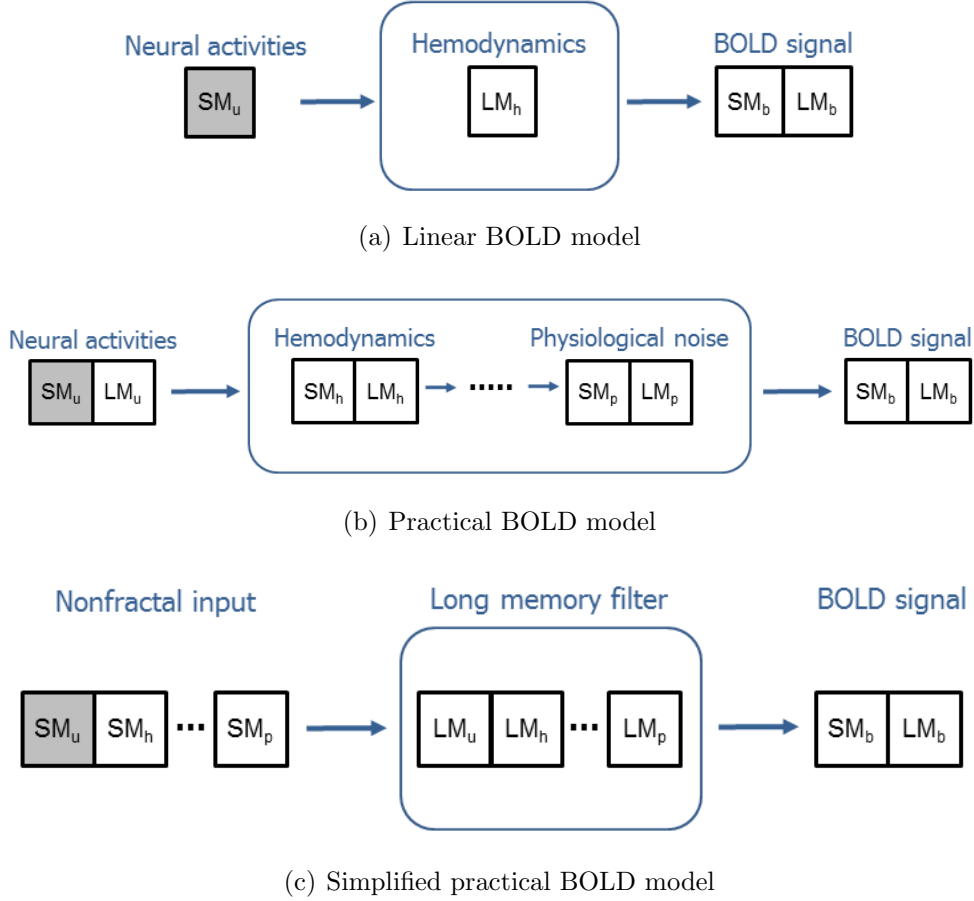 Neural activities Hemodynamics BOLD signal
SMu LMh SMb LMb
(a) Linear BOLD model
Neural activities Hemodynamics Physiological noise BOLD signal
SMu LMu SMh LMh ..... SMp LMp SMb LMb
(b) Practical BOLD model
Nonfractal input Long memory filter BOLD signal
SMu SMh ... SMp LMu LMh ... LMp SMb LMb
(c) Simplified practical BOLD model